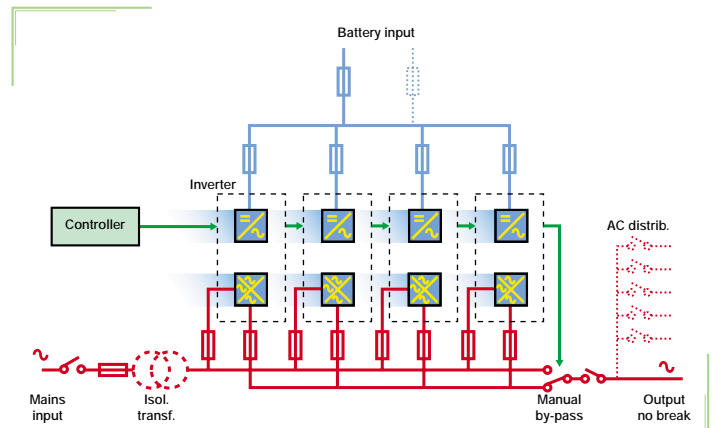 Battery input
Inverter
Controller
AC distrib.
Mains
input
Isol.
transf.
Manual
by-pass
Output
no break